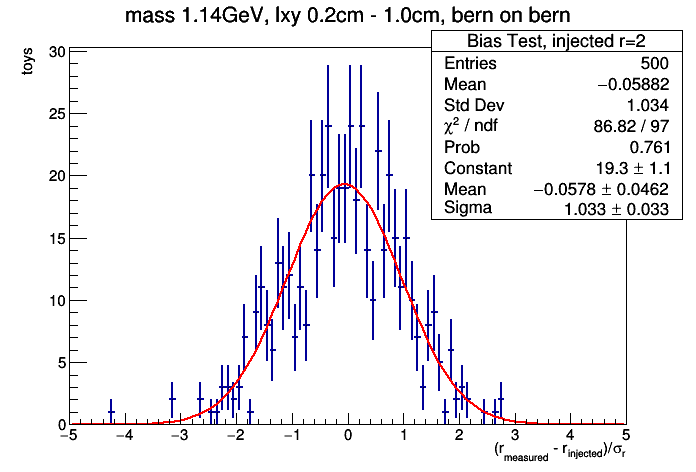 mass 1.14GeV, lxy 0.2cm - 1.0cm, bern on bern
Bias Test, injected r=2
Entries 500
Mean −0.05882
Std Dev 1.034
χ² / ndf 86.82 / 97
Prob 0.761
Constant 19.3 ± 1.1
Mean −0.0578 ± 0.0462
Sigma 1.033 ± 0.033
toys
30
25
20
15
10
5
0
−5 −4 −3 −2 −1 0 1 2 3 4 5
(r_measured - r_injected)/σ_r